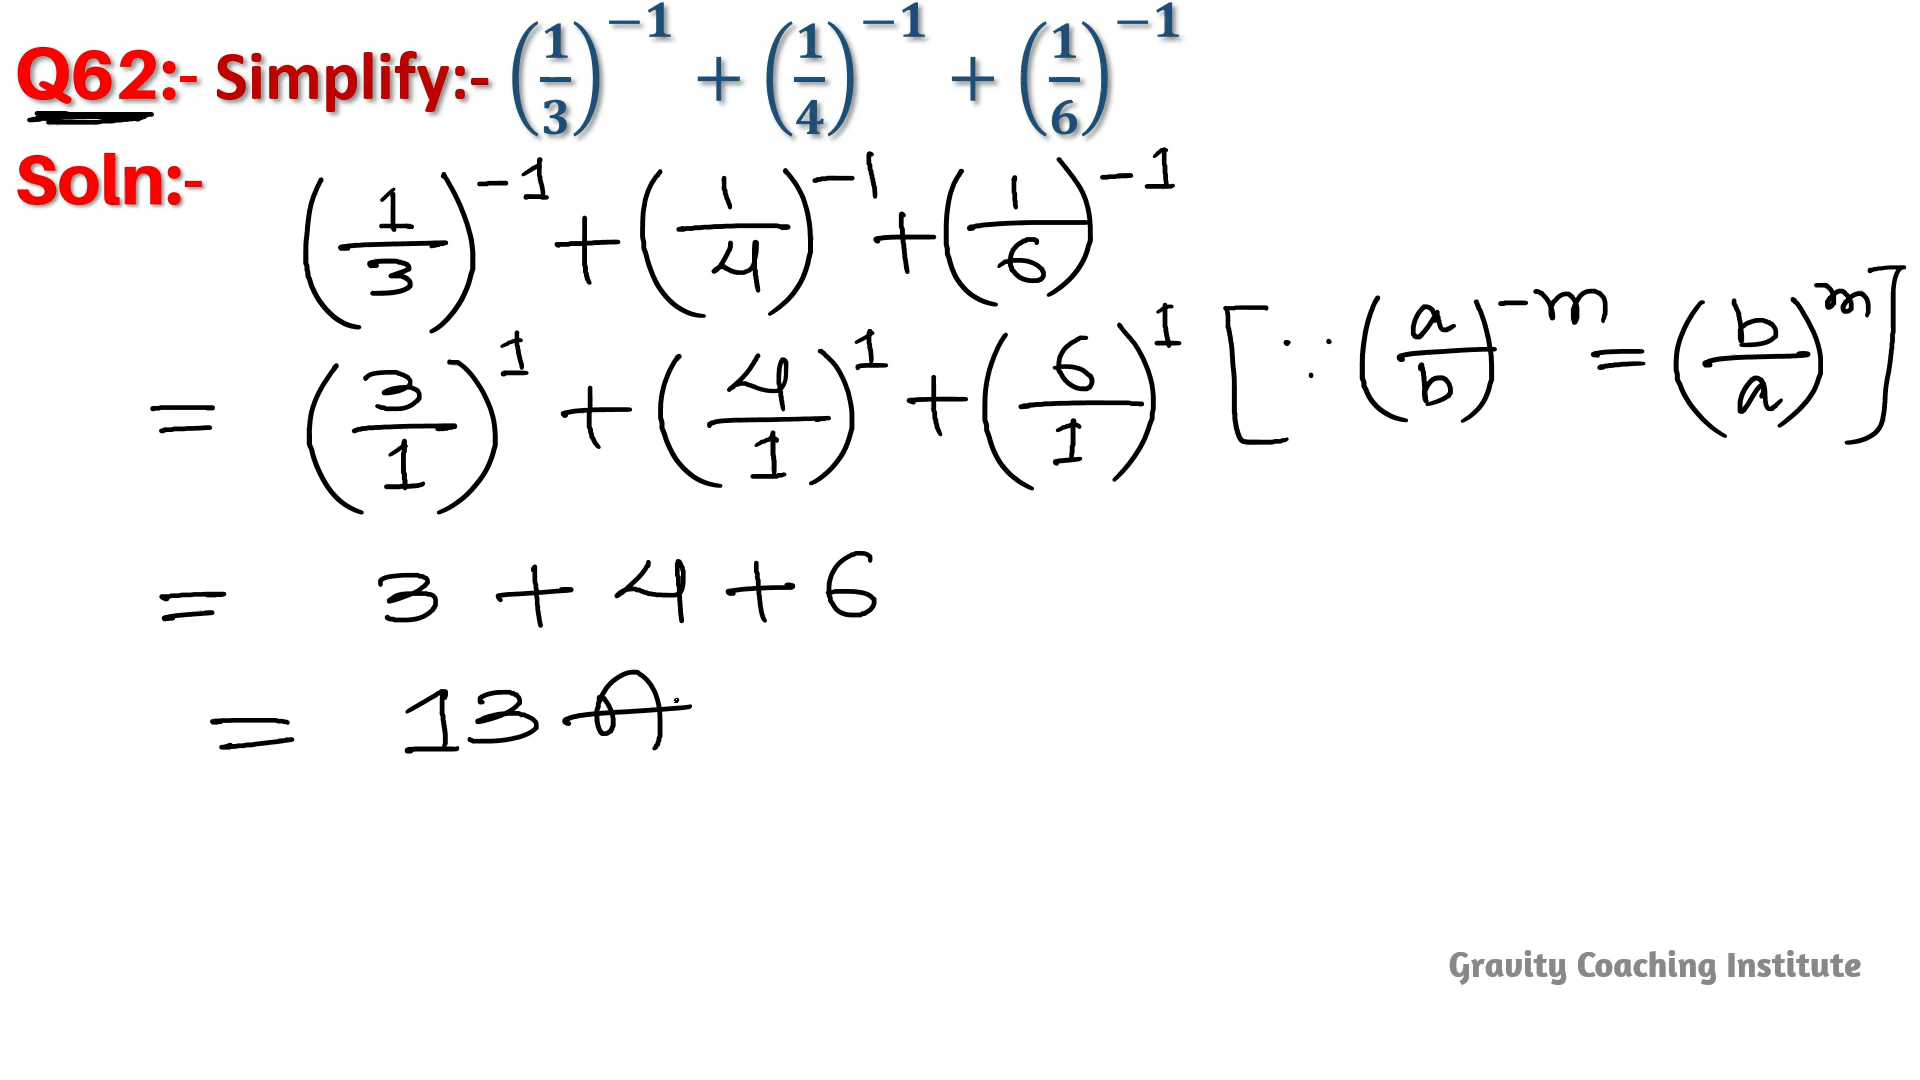 Q62:- Simplify:- (1/3)^-1 + (1/4)^-1 + (1/6)^-1
Soln:-
(1/3)^-1 + (1/4)^-1 + (1/6)^-1
= (3/1)^1 + (4/1)^1 + (6/1)^1 [∵ (a/b)^-m = (b/a)^m]
= 3 + 4 + 6
= 13
Gravity Coaching Institute